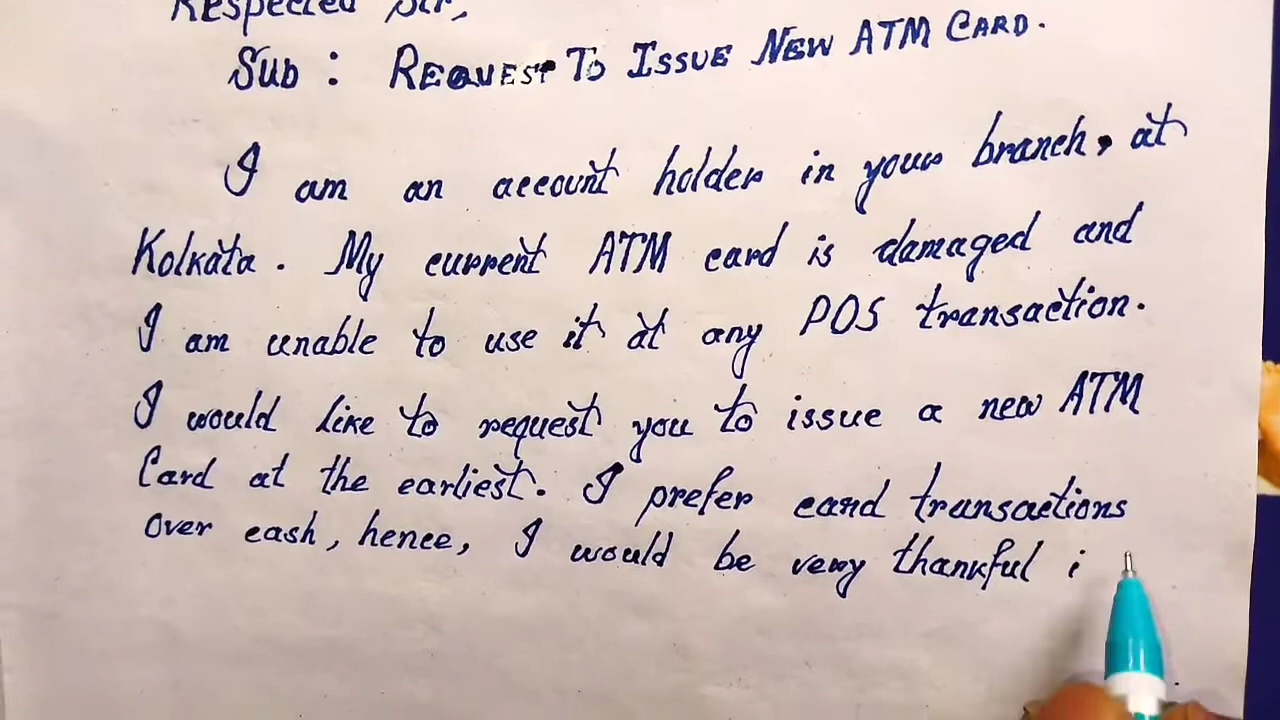 Respected Sir,
Sub : REQUEST TO ISSUE NEW ATM CARD.
I am an account holder in your branch, at
Kolkata. My current ATM card is damaged and
I am unable to use it at any POS transaction.
I would like to request you to issue a new ATM
Card at the earliest. I prefer card transactions
over cash, hence, I would be very thankful i